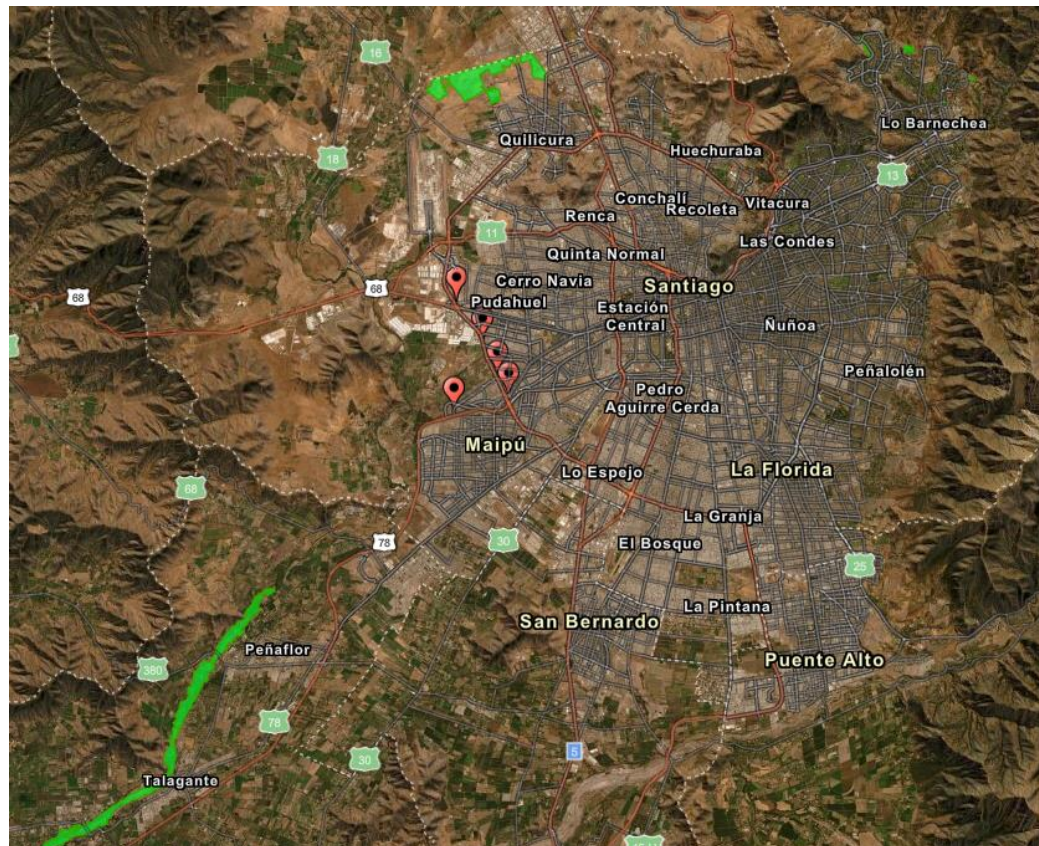 16
Lo Barnechea
Quilicura
Huechuraba
18
13
Conchalí
Recoleta
Vitacura
Renca
11
Las Condes
Quinta Normal
Cerro Navia
Santiago
68
68
Pudahuel
Estación
Central
Ñuñoa
Peñalolén
Pedro
Aguirre Cerda
Maipú
Lo Espejo
La Florida
68
La Granja
78
30
El Bosque
25
La Pintana
San Bernardo
Peñaflor
Puente Alto
78
5
30
Talagante